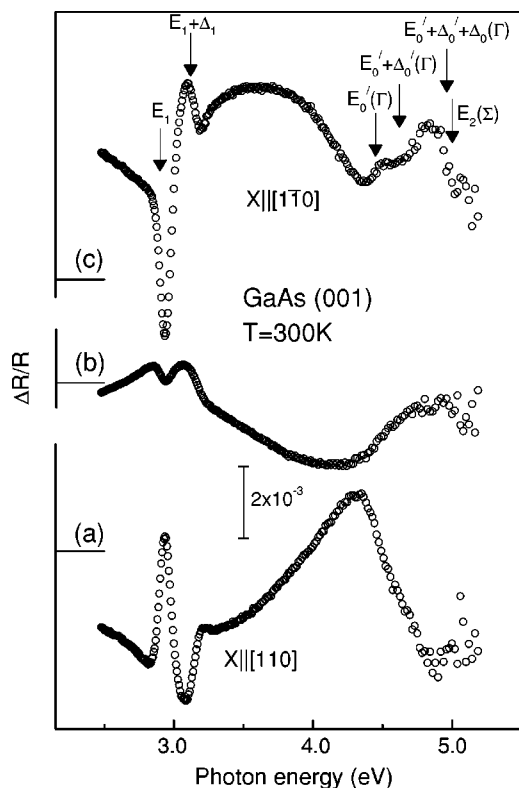 E₀′+Δ₀′+Δ₀(Γ)
E₁+Δ₁
E₀′+Δ₀′(Γ)
E₁
E₀′(Γ)
E₂(Σ)
X||[11̄0]
(c)
GaAs (001)
T=300K
(b)
ΔR/R
2x10⁻³
(a)
X||[110]
3.0 4.0 5.0
Photon energy (eV)